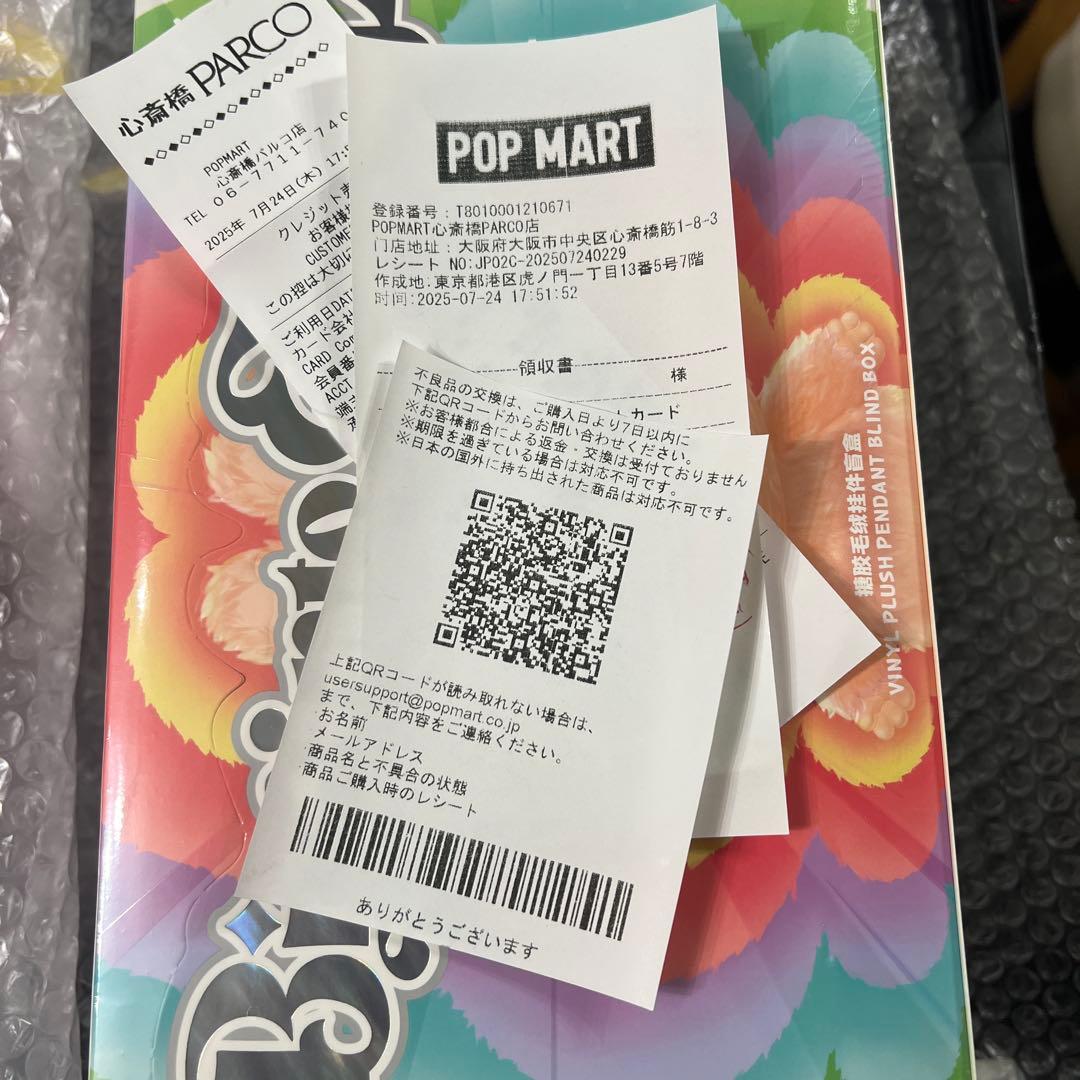 心斎橋 PARCO
POPMART
心斎橋パルコ店
TEL 06-7711-740
2025年 7月24日(木) 17:5
クレジット売
お客様
CUSTOME
この控は大切に
ご利用日DAT
カード会社
CARD Com
会員番
ACCT
端
POP MART
登録番号：T8010001210671
POPMART心斎橋PARCO店
门店地址：大阪府大阪市中央区心斎橋筋1-8-3
レシート NO:JP02C-202507240229
作成地:東京都港区虎ノ門一丁目13番5号7階
时间:2025-07-24 17:51:52
領収書
様
カード
不良品の交換は、ご購入日より7日以内に
下記QRコードからお問い合わせください。
※お客様都合による返金・交換は受付ておりません
※期限を過ぎている場合は対応不可です。
※日本の国外に持ち出された商品は対応不可です。
上記QRコードが読み取れない場合は、
usersupport@popmart.co.jp
まで、下記内容をご連絡ください。
お名前
メールアドレス
商品名と不具合の状態
商品ご購入時のレシート
ありがとうございます
搪胶毛绒挂件盲盒
VINYL PLUSH PENDANT BLIND BOX